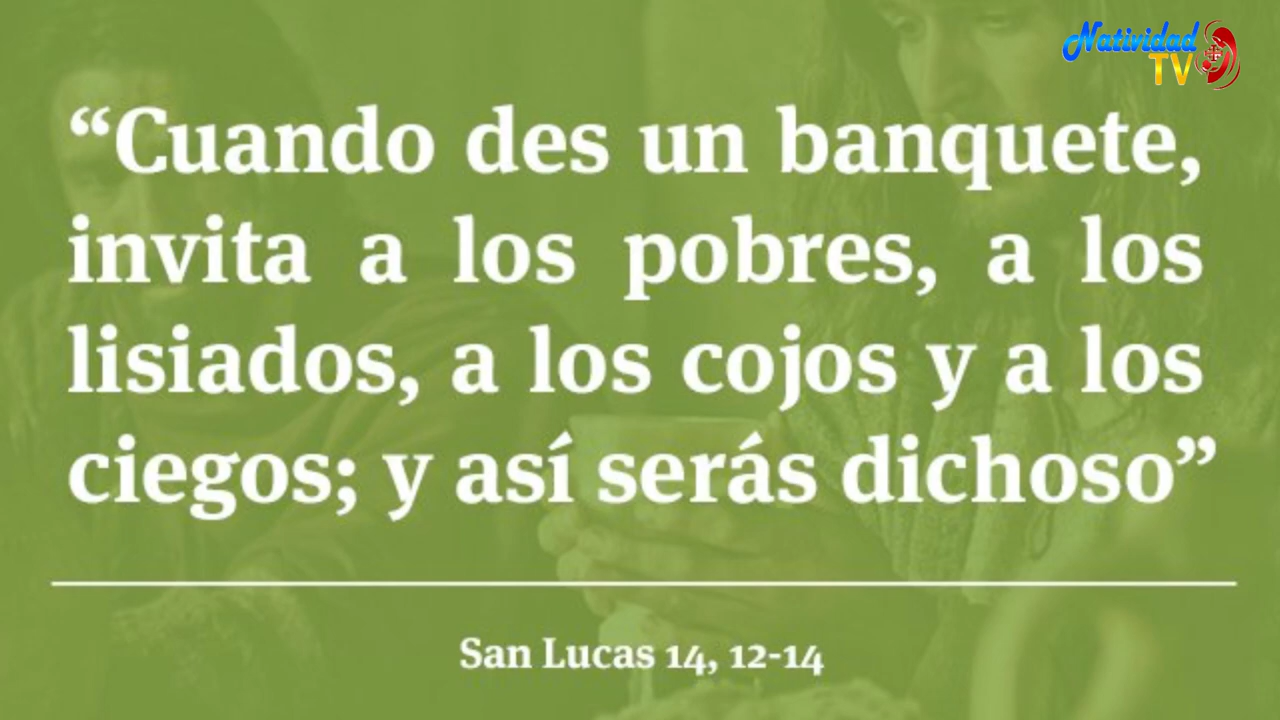 Natividad
TV
“Cuando des un banquete,
invita a los pobres, a los
lisiados, a los cojos y a los
ciegos; y así serás dichoso”
San Lucas 14, 12-14